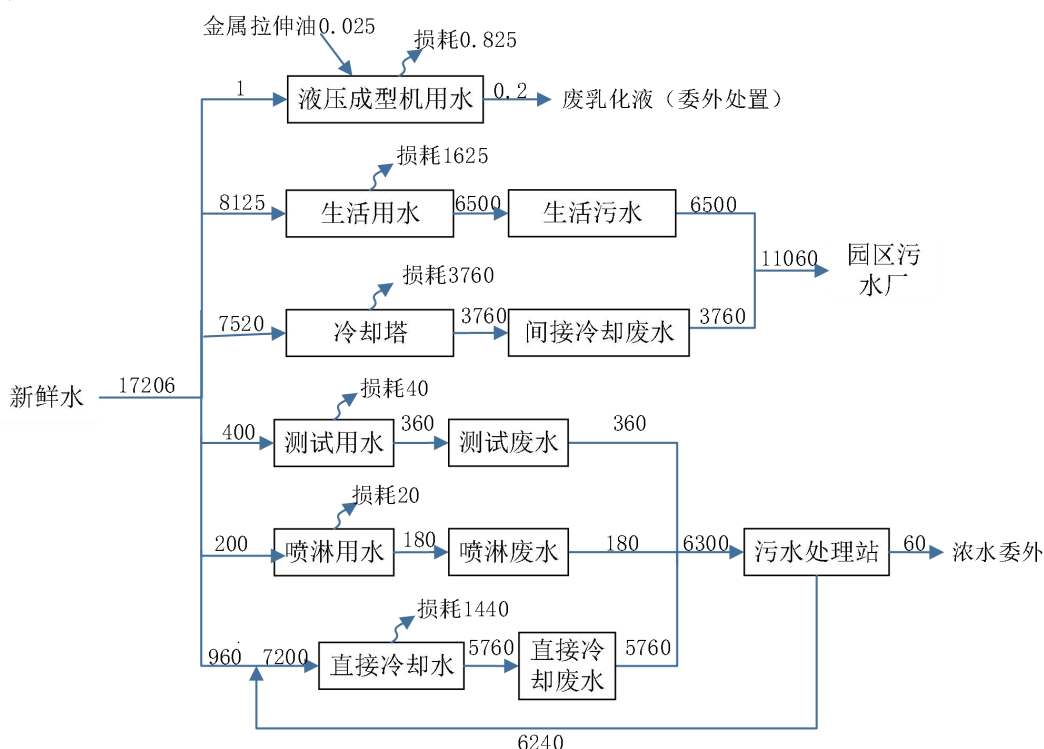 金属拉伸油0.025
损耗0.825
1
液压成型机用水
0.2
废乳化液（委外处置）
损耗1625
8125
生活用水
6500
生活污水
6500
11060
园区污
水厂
损耗3760
7520
冷却塔
3760
间接冷却废水
3760
新鲜水
17206
损耗40
400
测试用水
360
测试废水
360
损耗20
200
喷淋用水
180
喷淋废水
180
6300
污水处理站
60
浓水委外
损耗1440
960
7200
直接冷却水
5760
直接冷
却废水
5760
6240